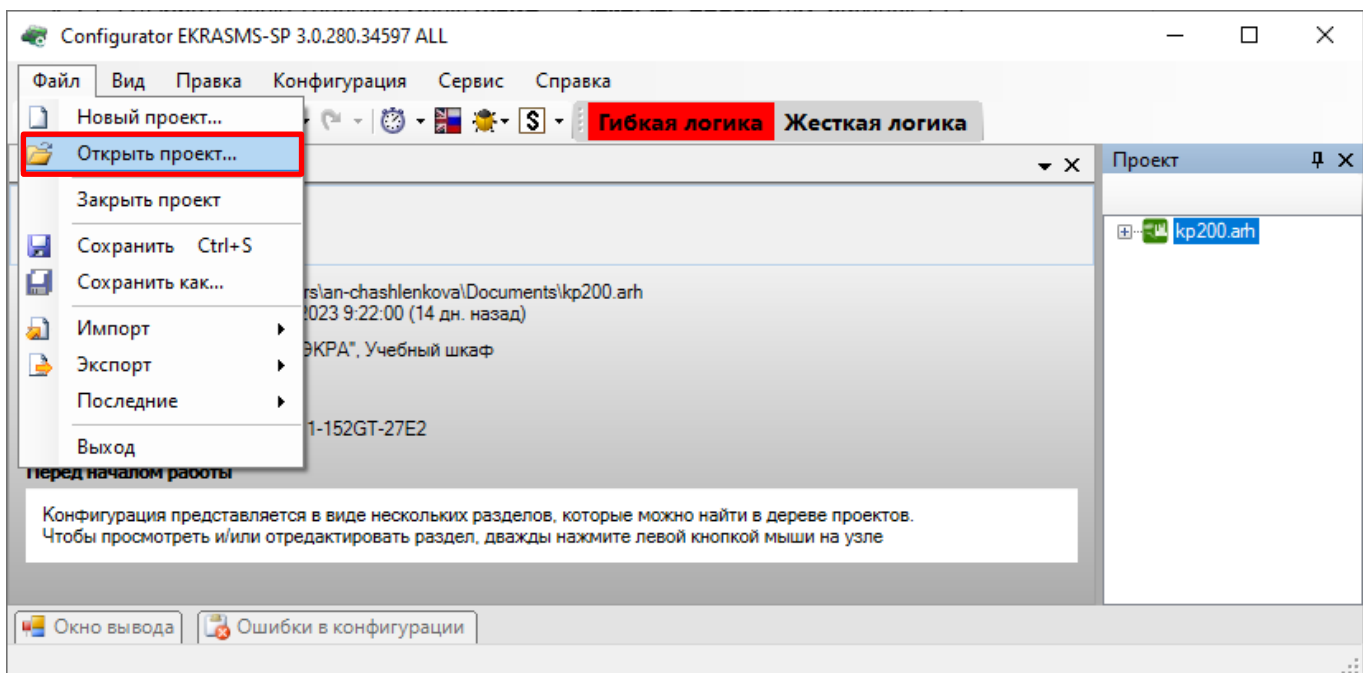 Configurator EKRASMS-SP 3.0.280.34597 ALL
Файл Вид Правка Конфигурация Сервис Справка
Новый проект...
Гибкая логика Жесткая логика
Открыть проект...
Проект
Закрыть проект
kp200.arh
Сохранить Ctrl+S
Сохранить как...
rs\an-chashlenkova\Documents\kp200.arh
2023 9:22:00 (14 дн. назад)
Импорт
ЭКРА", Учебный шкаф
Экспорт
Последние
1-152GT-27E2
Выход
Перед началом работы
Конфигурация представляется в виде нескольких разделов, которые можно найти в дереве проектов.
Чтобы просмотреть и/или отредактировать раздел, дважды нажмите левой кнопкой мыши на узле
Окно вывода Ошибки в конфигурации